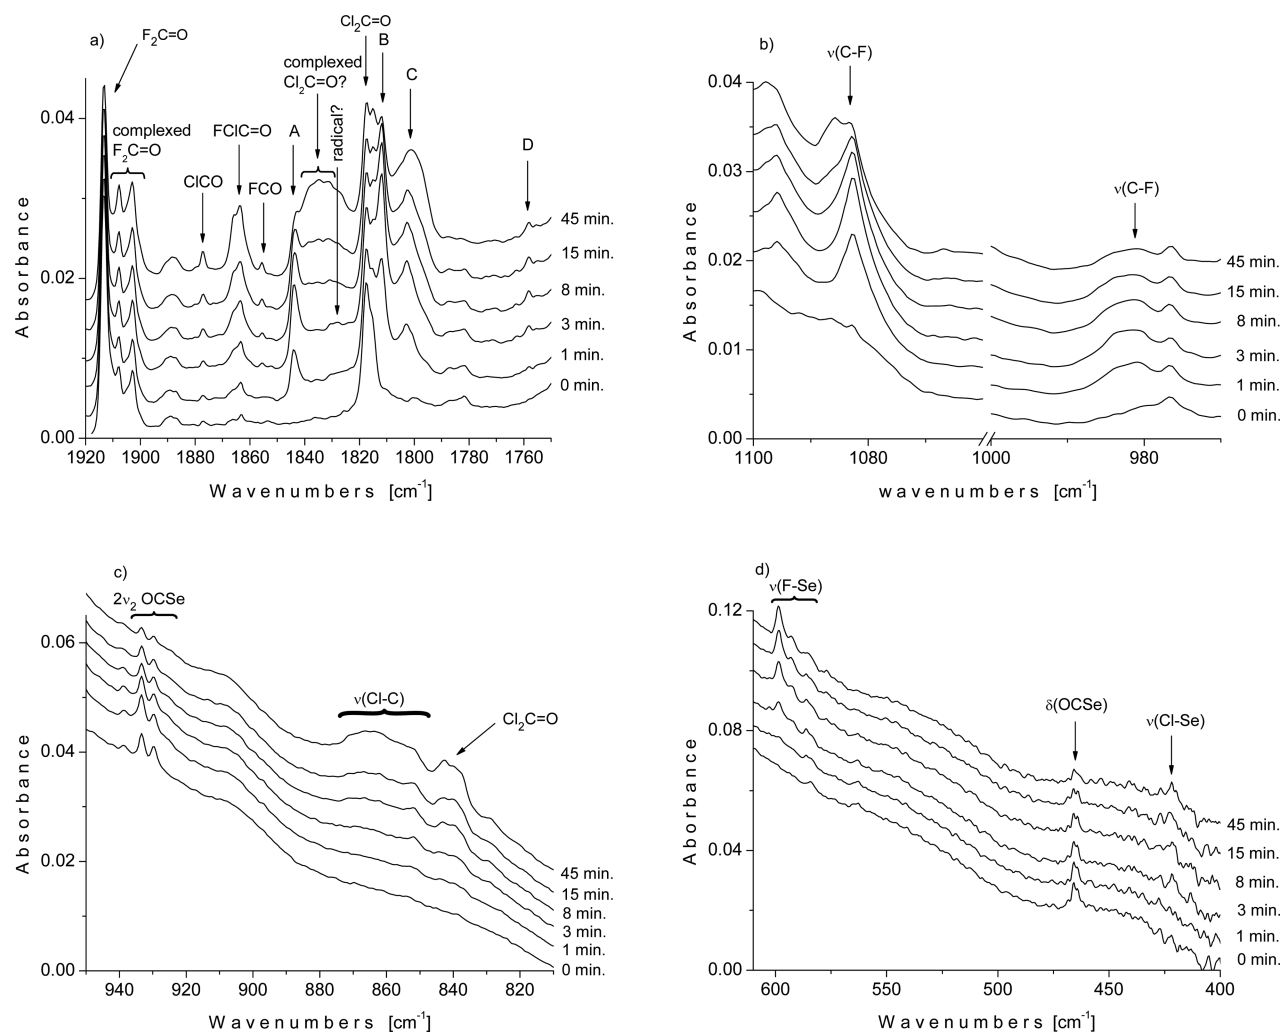 a)
F₂C=O
Cl₂C=O
B
complexed
Cl₂C=O?
C
complexed
F₂C=O
FClC=O
A
radical?
D
ClCO
FCO
0.04
0.02
0.00
Absorbance
45 min.
15 min.
8 min.
3 min.
1 min.
0 min.
1920 1900 1880 1860 1840 1820 1800 1780 1760
Wavenumbers [cm⁻¹]
b)
ν(C-F)
ν(C-F)
0.04
0.03
0.02
0.01
0.00
Absorbance
45 min.
15 min.
8 min.
3 min.
1 min.
0 min.
1100 1080 1000 980
wavenumbers [cm⁻¹]
c)
2ν₂ OCSe
ν(Cl-C)
Cl₂C=O
0.06
0.04
0.02
0.00
Absorbance
45 min.
15 min.
8 min.
3 min.
1 min.
0 min.
940 920 900 880 860 840 820
Wavenumbers [cm⁻¹]
d)
ν(F-Se)
δ(OCSe)
ν(Cl-Se)
0.12
0.08
0.04
0.00
Aborbance
45 min.
15 min.
8 min.
3 min.
1 min.
0 min.
600 550 500 450 400
Wavenumbers [cm⁻¹]